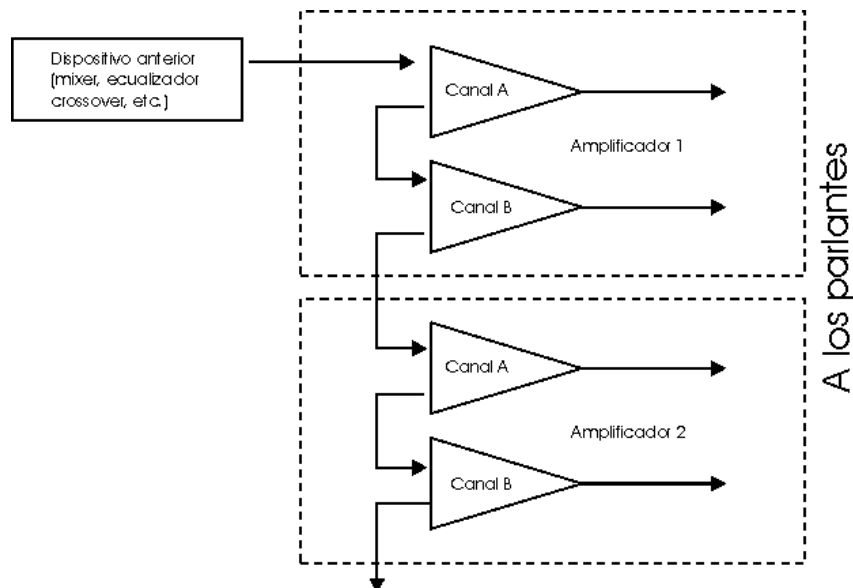 Dispositivo anterior
(mixer, ecualizador
crossover, etc.)
Canal A
Amplificador 1
Canal B
A los parlantes
Canal A
Amplificador 2
Canal B